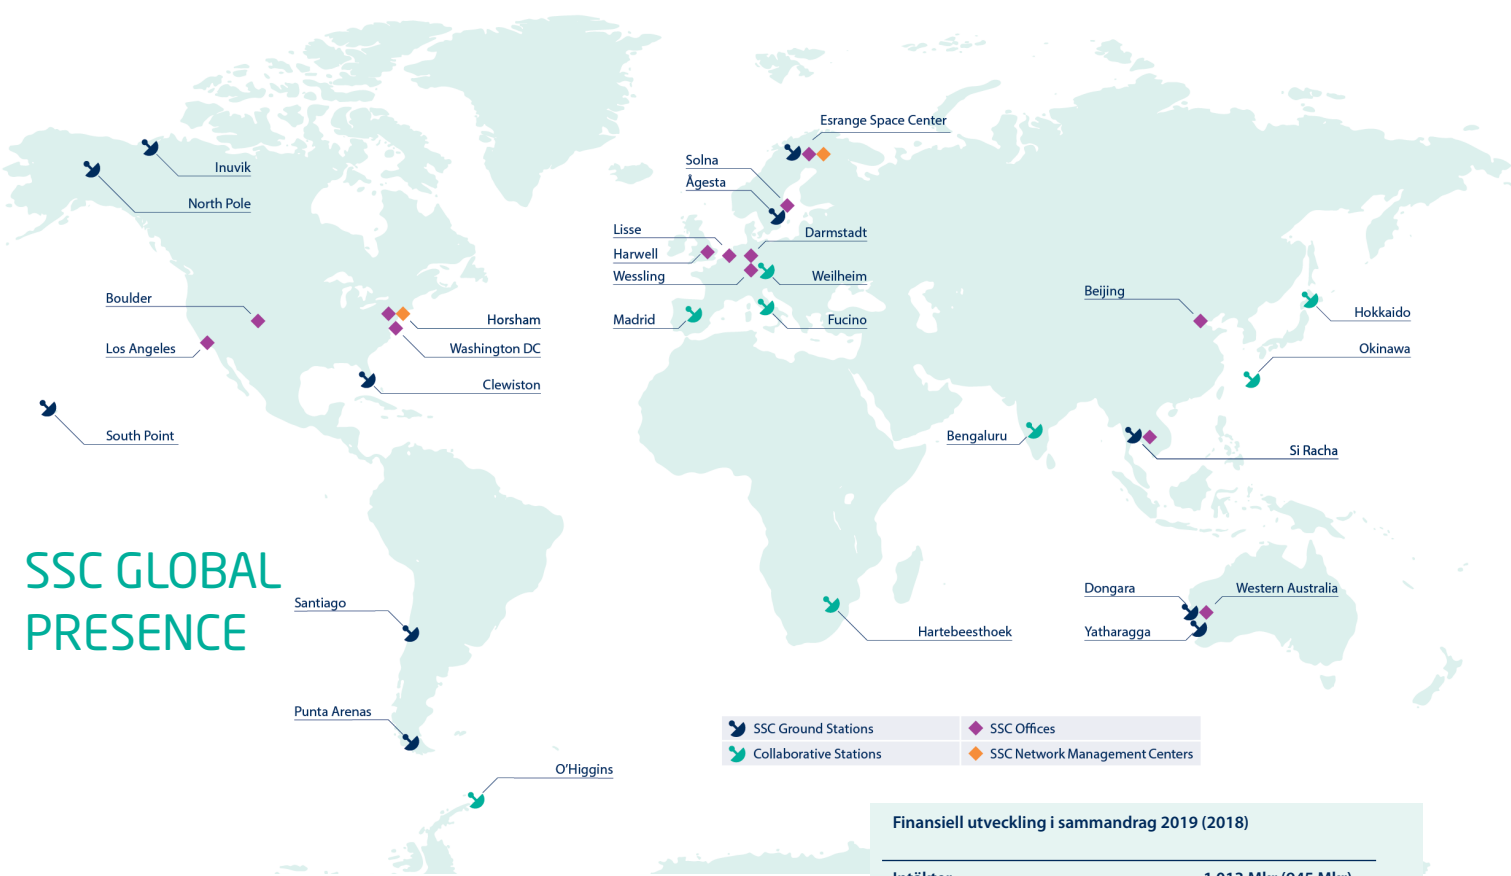 Esrange Space Center
Solna
Ågesta
Inuvik
North Pole
Lisse
Darmstadt
Harwell
Wessling
Weilheim
Boulder
Beijing
Hokkaido
Madrid
Fucino
Horsham
Los Angeles
Washington DC
Okinawa
Clewiston
South Point
Bengaluru
Si Racha
SSC GLOBAL
PRESENCE
Santiago
Dongara
Western Australia
Hartebeesthoek
Yatharagga
Punta Arenas
SSC Ground Stations
SSC Offices
Collaborative Stations
SSC Network Management Centers
O’Higgins
Finansiell utveckling i sammandrag 2019 (2018)